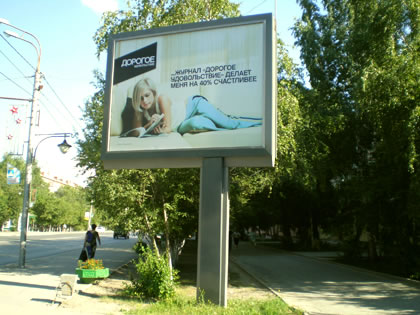 ДОРОГОЕ
...ЖУРНАЛ «ДОРОГОЕ
УДОВОЛЬСТВИЕ» ДЕЛАЕТ
МЕНЯ НА 60% СЧАСТЛИВЕЕ